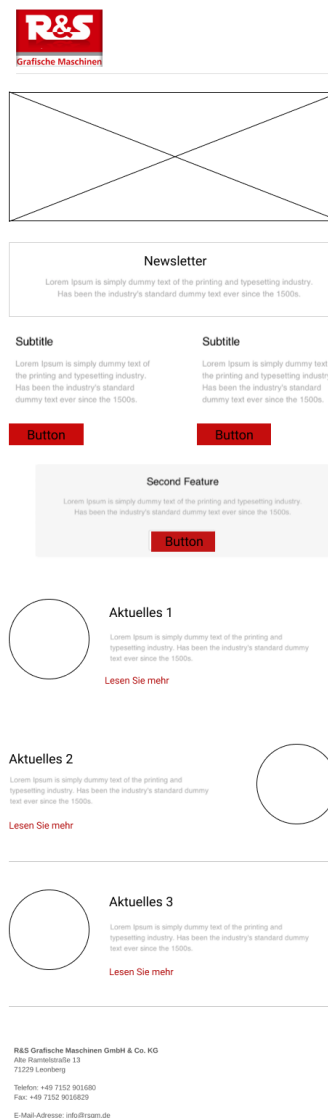 R&S
Grafische Maschinen
Newsletter
Lorem Ipsum is simply dummy text of the printing and typesetting industry.
Has been the industry's standard dummy text ever since the 1500s.
Subtitle
Lorem Ipsum is simply dummy text of
the printing and typesetting industry.
Has been the industry's standard
dummy text ever since the 1500s.
Button
Subtitle
Lorem Ipsum is simply dummy text
the printing and typesetting industry
Has been the industry's standard
dummy text ever since the 1500s.
Button
Second Feature
Lorem Ipsum is simply dummy text of the printing and typesetting industry.
Has been the industry's standard dummy text ever since the 1500s.
Button
Aktuelles 1
Lorem Ipsum is simply dummy text of the printing and
typesetting industry. Has been the industry's standard dummy
text ever since the 1500s.
Lesen Sie mehr
Aktuelles 2
Lorem Ipsum is simply dummy text of the printing and
typesetting industry. Has been the industry's standard dummy
text ever since the 1500s.
Lesen Sie mehr
Aktuelles 3
Lorem Ipsum is simply dummy text of the printing and
typesetting industry. Has been the industry's standard dummy
text ever since the 1500s.
Lesen Sie mehr
R&S Grafische Maschinen GmbH & Co. KG
Alte Ramtelstraße 13
71229 Leonberg
Telefon: +49 7152 901680
Fax: +49 7152 9016829
E-Mail-Adresse: info@rsgm.de